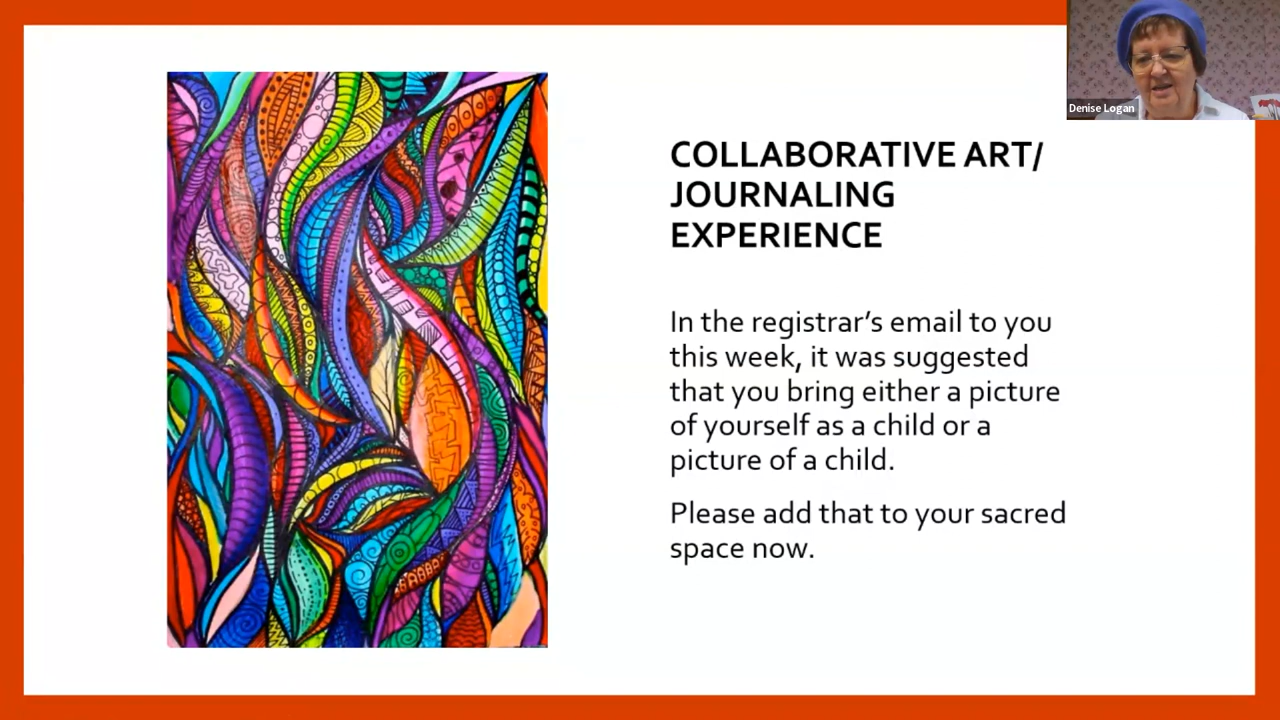 Denise Logan
COLLABORATIVE ART/
JOURNALING
EXPERIENCE
In the registrar’s email to you
this week, it was suggested
that you bring either a picture
of yourself as a child or a
picture of a child.
Please add that to your sacred
space now.